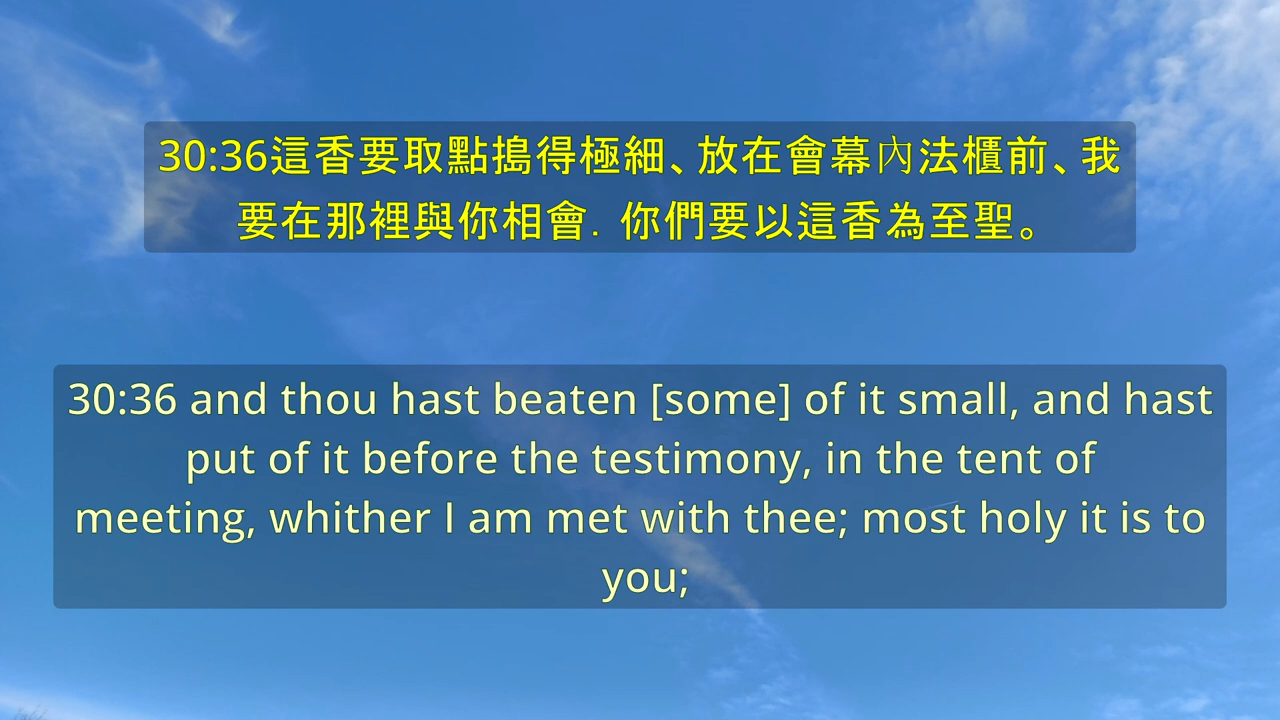 30:36這香要取點搗得極細、放在會幕內法櫃前、我
要在那裡與你相會．你們要以這香為至聖。
30:36 and thou hast beaten [some] of it small, and hast
put of it before the testimony, in the tent of
meeting, whither I am met with thee; most holy it is to
you;